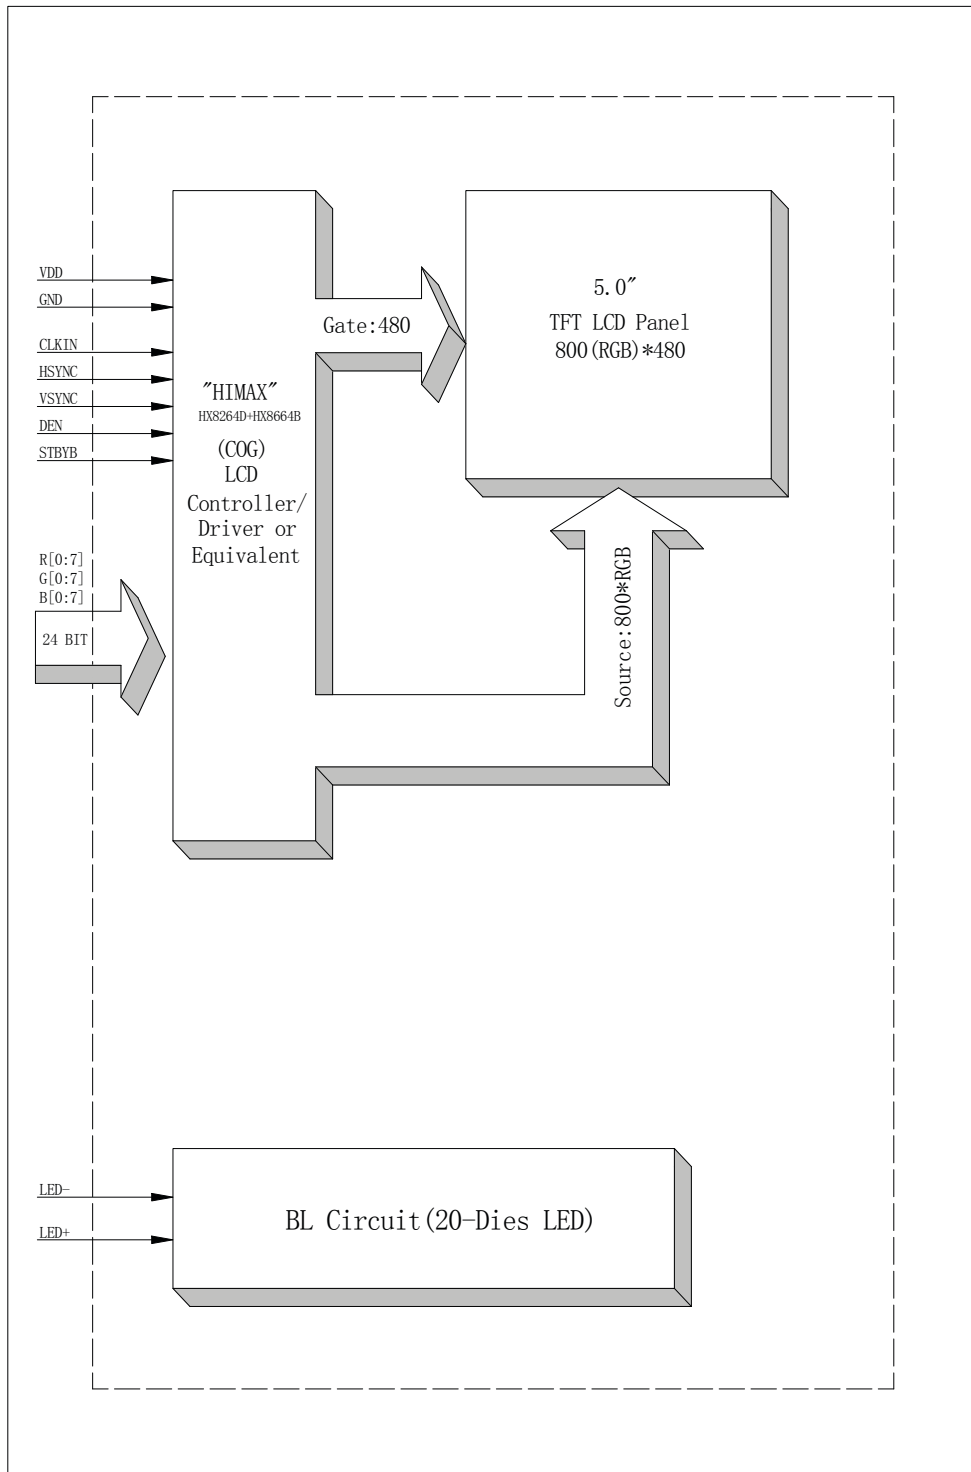 VDD
GND
CLKIN
HSYNC
VSYNC
DEN
STBYB
R[0:7]
G[0:7]
B[0:7]
24 BIT
"HIMAX"
HX8264D+HX8664B
(COG)
LCD
Controller/
Driver or
Equivalent
Gate:480
5.0"
TFT LCD Panel
800(RGB)*480
Source:800*RGB
LED-
LED+
BL Circuit(20-Dies LED)